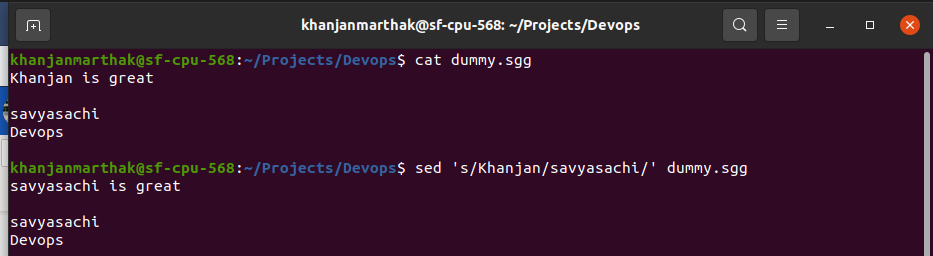 khanjanmarthak@sf-cpu-568: ~/Projects/Devops
khanjanmarthak@sf-cpu-568:~/Projects/Devops$ cat dummy.sgg
Khanjan is great

savyasachi
Devops
khanjanmarthak@sf-cpu-568:~/Projects/Devops$ sed 's/Khanjan/savyasachi/' dummy.sgg
savyasachi is great

savyasachi
Devops